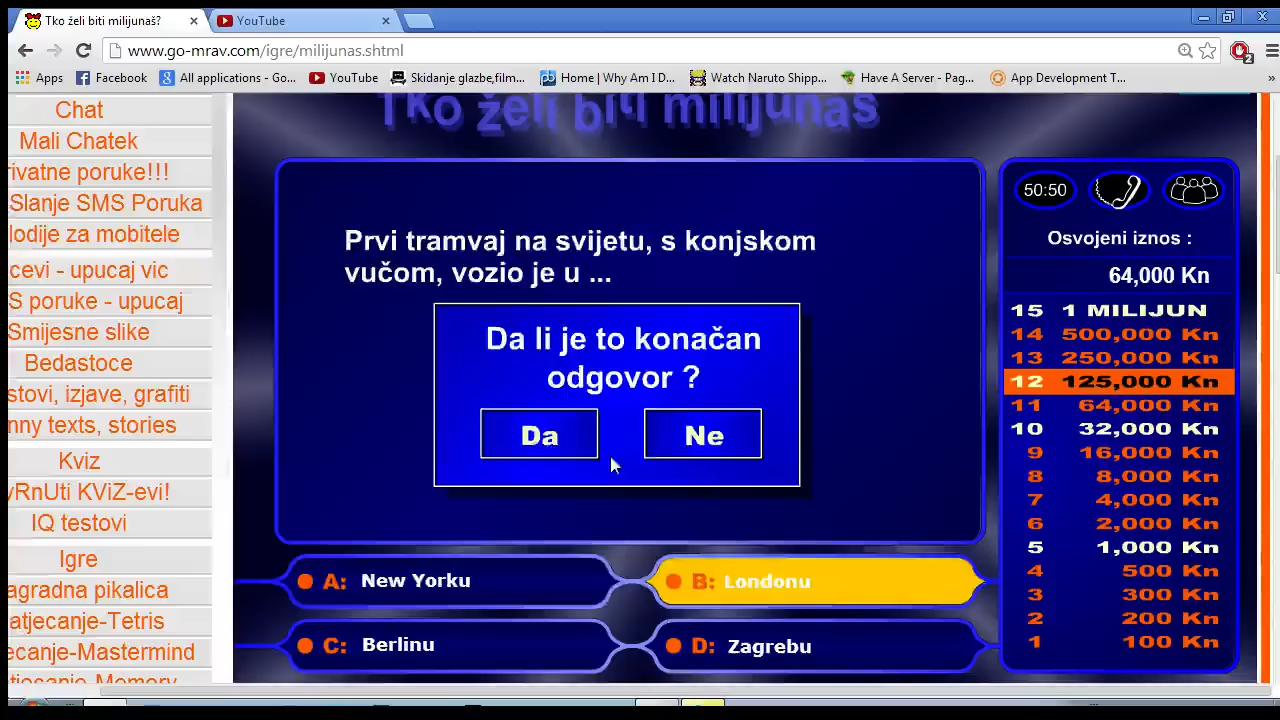 Tko želi biti milijunaš?
YouTube
www.go-mrav.com/igre/milijunas.shtml
Apps
Facebook
All applications - Go...
YouTube
Skidanje glazbe,film...
Home | Why Am I D...
Watch Naruto Shipp...
Have A Server - Pag...
App Development T...
»
Chat
Mali Chatek
rivatne poruke!!!
Slanje SMS Poruka
lodije za mobitele
cevi - upucaj vic
S poruke - upucaj
Smijesne slike
Bedastoce
stovi, izjave, grafiti
nny texts, stories
Kviz
yRnUti KViZ-evi!
IQ testovi
Igre
agradna pikalica
atjecanje-Tetris
ecanje-Mastermind
tjecanje-Memory
Tko želi biti milijunaš
Prvi tramvaj na svijetu, s konjskom
vučom, vozio je u ...
Da li je to konačan
odgovor ?
Da
Ne
A: New Yorku
B: Londonu
C: Berlinu
D: Zagrebu
50:50
Osvojeni iznos :
64,000 Kn
15 1 MILIJUN
14 500,000 Kn
13 250,000 Kn
12 125,000 Kn
11 64,000 Kn
10 32,000 Kn
9 16,000 Kn
8 8,000 Kn
7 4,000 Kn
6 2,000 Kn
5 1,000 Kn
4 500 Kn
3 300 Kn
2 200 Kn
1 100 Kn